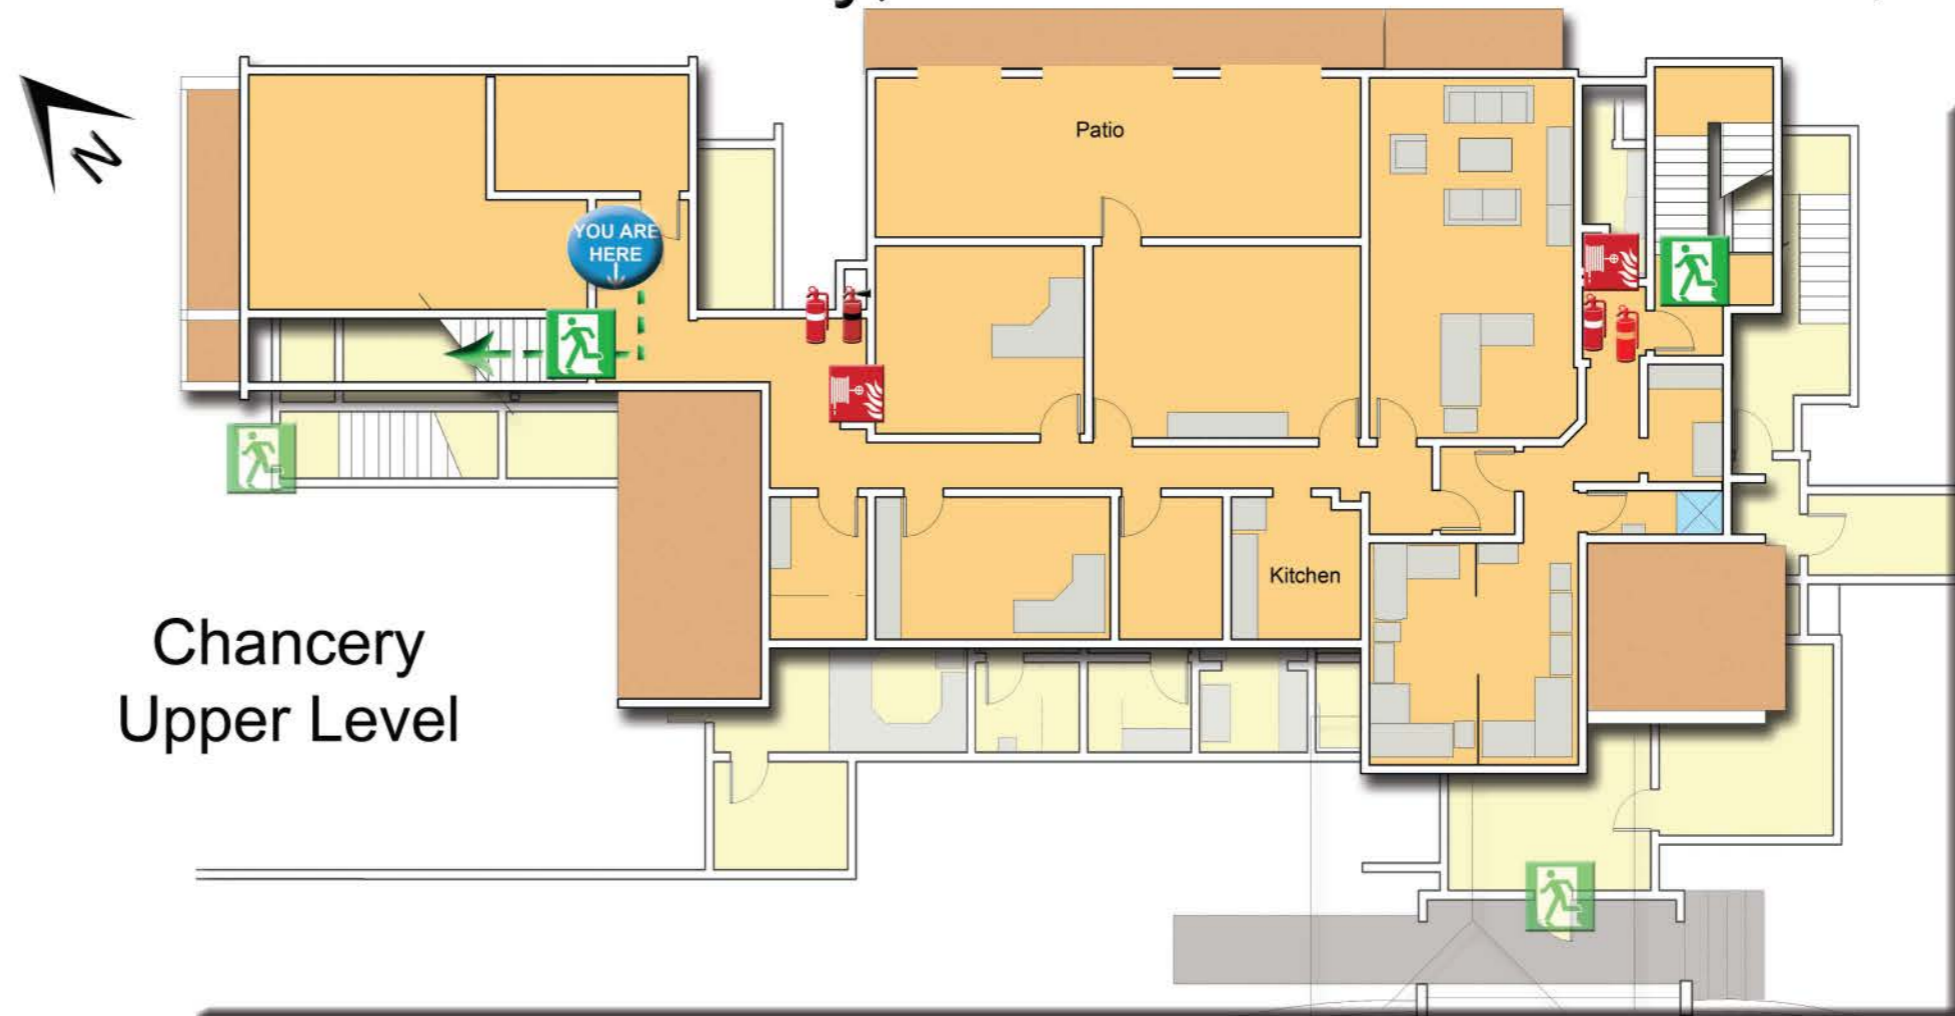 N
Patio
YOU ARE
HERE
Kitchen
Chancery
Upper Level